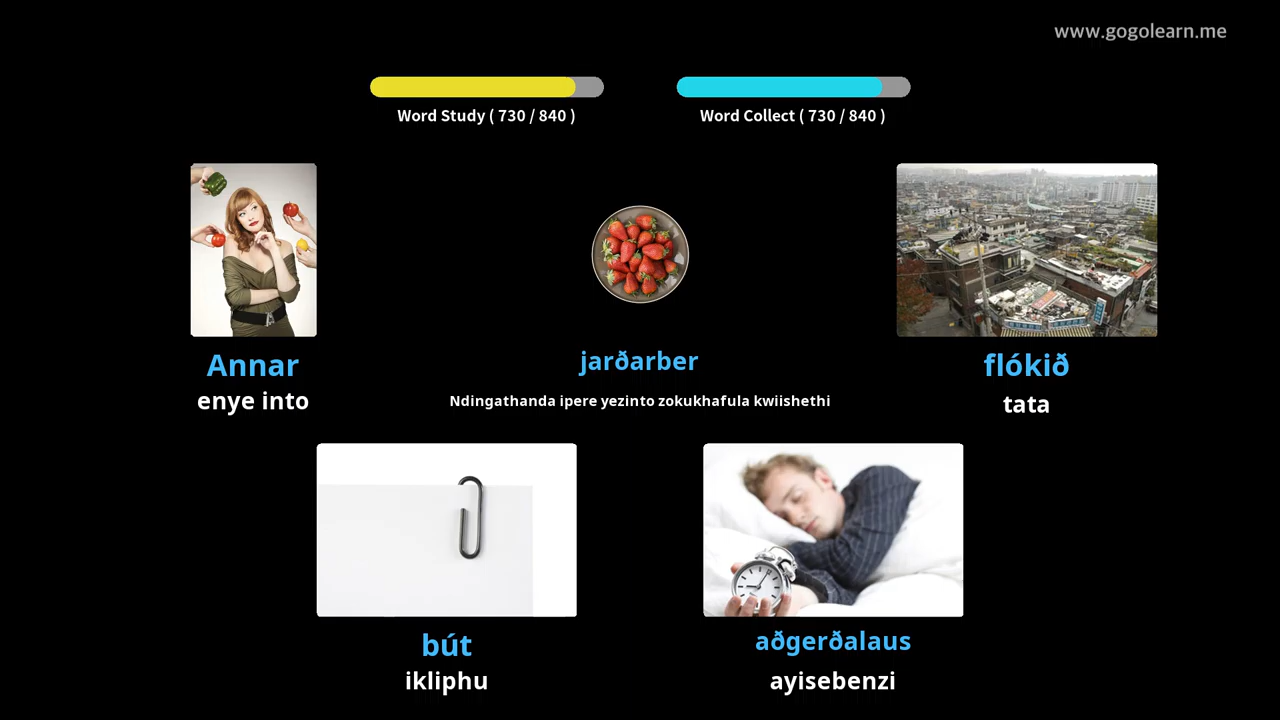 www.gogolearn.me
Word Study ( 730 / 840 )
Word Collect ( 730 / 840 )
Annar
enye into
jarðarber
Ndingathanda ipere yezinto zokukhafula kwiishethi
flókið
tata
bút
ikliphu
aðgerðalaus
ayisebenzi